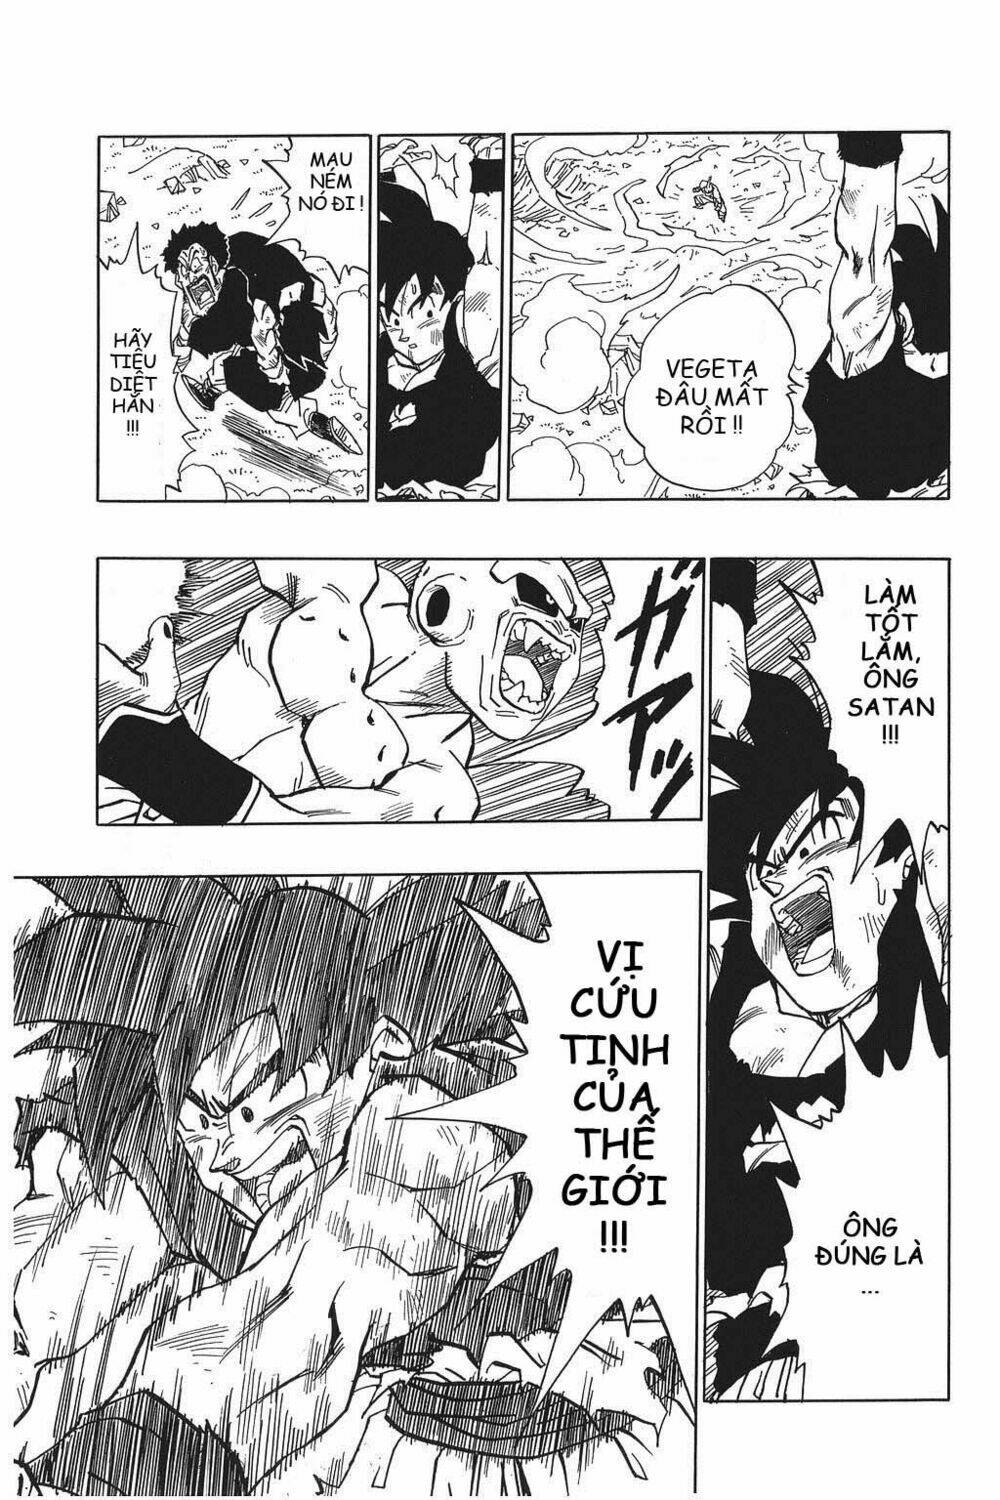 VEGETA
ĐÂU MẤT
RỒI !!
MAU
NÉM
NÓ ĐI !
HÃY
TIÊU
DIỆT
HẮN
!!!
LÀM
TỐT
LẮM,
ÔNG
SATAN
!!!
ÔNG
ĐÚNG LÀ
...
ガアッ
VỊ
CỨU
TINH
CỦA
THẾ
GIỚI
!!!